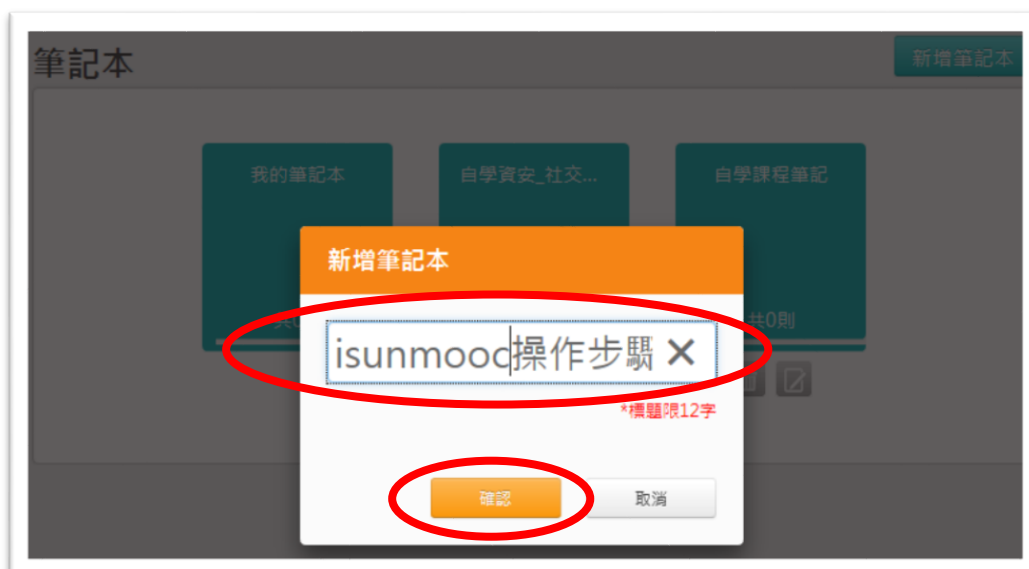 筆記本
新增筆記本
我的筆記本
自學資安_社交...
自學課程筆記
新增筆記本
共0則
isunmooc操作步驟
*標題限12字
確認
取消